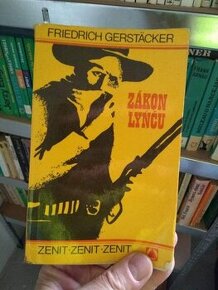 FRIEDRICH GERSTÄCKER
ZÁKON
LYNČU
ZENIT·ZENIT·ZENIT